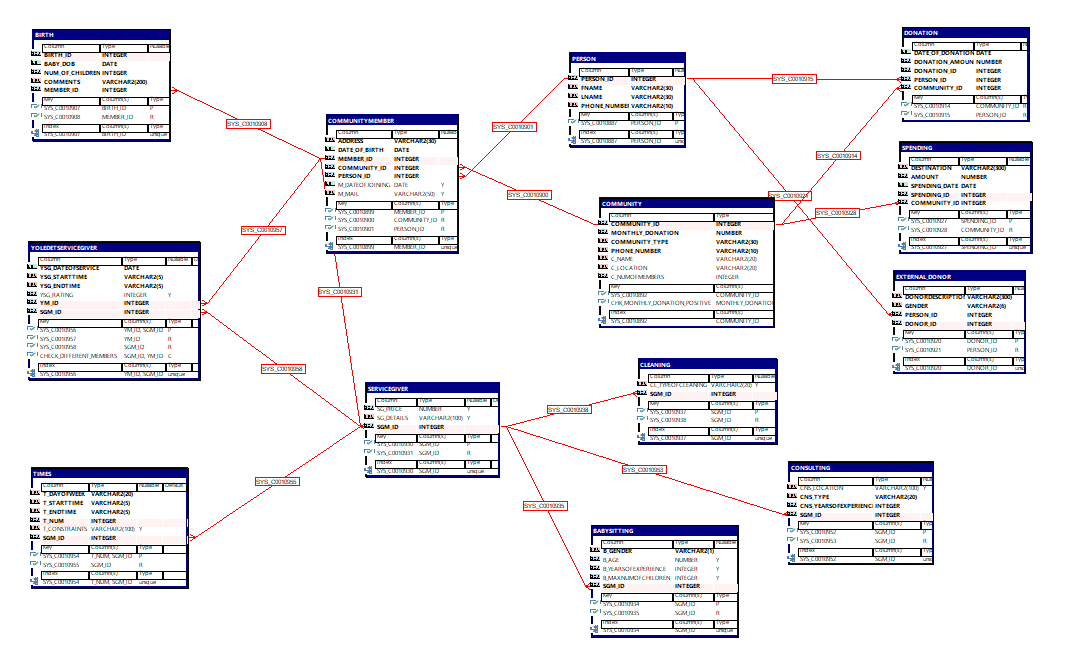 BIRTH
Column Type Nullable
BIRTH_ID INTEGER
BABY_DOB DATE
NUM_OF_CHILDREN INTEGER
COMMENTS VARCHAR2(200)
MEMBER_ID INTEGER
Key Column(s) Type
SYS_C0010907 BIRTH_ID P
SYS_C0010908 MEMBER_ID R
Index Column(s) Type
SYS_C0010907 BIRTH_ID unique
SYS_C0010908
COMMUNITYMEMBER
Column Type
ADDRESS VARCHAR2(30)
DATE_OF_BIRTH DATE
MEMBER_ID INTEGER
COMMUNITY_ID INTEGER
PERSON_ID INTEGER
M_DATEOFJOINING DATE Y
M_MAIL VARCHAR2(50) Y
Key Column(s) Type
SYS_C0010899 MEMBER_ID P
SYS_C0010900 COMMUNITY_ID R
SYS_C0010901 PERSON_ID R
Index Column(s) Type
SYS_C0010899 MEMBER_ID unique
SYS_C0010901
PERSON
Column Type
PERSON_ID INTEGER
FNAME VARCHAR2(30)
LNAME VARCHAR2(30)
PHONE_NUMBER VARCHAR2(10)
Key Column(s) Type
SYS_C0010887 PERSON_ID P
Index Column(s) Type
SYS_C0010887 PERSON_ID
SYS_C0010915
DONATION
Column Type
DATE_OF_DONATION DATE
DONATION_AMOUN NUMBER
DONATION_ID INTEGER
PERSON_ID INTEGER
COMMUNITY_ID INTEGER
Key Column(s)
SYS_C0010914 COMMUNITY_ID
SYS_C0010915 PERSON_ID
SYS_C0010914
SPENDING
Column Type
DESTINATION VARCHAR2(300)
AMOUNT NUMBER
SPENDING_DATE DATE
SPENDING_ID INTEGER
COMMUNITY_ID INTEGER
Key Column(s) Type
SYS_C0010927 SPENDING_ID P
SYS_C0010928 COMMUNITY_ID R
Index Column(s) Type
SYS_C0010927 SPENDING_ID unique
SYS_C0010900
SYS_C0010921
SYS_C0010928
COMMUNITY
Column Type
COMMUNITY_ID INTEGER
MONTHLY_DONATION NUMBER
COMMUNITY_TYPE VARCHAR2(30)
PHONE_NUMBER VARCHAR2(10)
C_NAME VARCHAR2(20)
C_LOCATION VARCHAR2(20)
C_NUMOFMEMBERS INTEGER
Key Column(s)
SYS_C0010892 COMMUNITY_ID
CHK_MONTHLY_DONATION_POSITIVE MONTHLY_DONATIO
Index Column(s)
SYS_C0010892 COMMUNITY_ID
SYS_C0010957
YOLEDETSERVICEGIVER
Column Type Nullable D
YSG_DATEOFSERVICE DATE
YSG_STARTTIME VARCHAR2(5)
YSG_ENDTIME VARCHAR2(5)
YSG_RATING INTEGER Y
YM_ID INTEGER
SGM_ID INTEGER
Key Column(s) Type
SYS_C0010956 YM_ID, SGM_ID P
SYS_C0010957 YM_ID R
SYS_C0010958 SGM_ID R
CHECK_DIFFERENT_MEMBERS SGM_ID, YM_ID C
Index Column(s) Type
SYS_C0010956 YM_ID, SGM_ID unique
SYS_C0010931
EXTERNAL_DONOR
Column Type
DONORDESCRIPTIO VARCHAR2(300)
GENDER VARCHAR2(6)
PERSON_ID INTEGER
DONOR_ID INTEGER
Key Column(s) Type
SYS_C0010920 DONOR_ID P
SYS_C0010921 PERSON_ID R
Index Column(s) Type
SYS_C0010920 DONOR_ID
SYS_C0010958
SERVICEGIVER
Column Type Nullable
SG_PRICE NUMBER Y
SG_DETAILS VARCHAR2(100) Y
SGM_ID INTEGER
Key Column(s) Type
SYS_C0010930 SGM_ID P
SYS_C0010931 SGM_ID R
Index Column(s) Type
SYS_C0010930 SGM_ID unique
SYS_C0010938
CLEANING
Column Type
CL_TYPEOFCLEANING VARCHAR2(20) Y
SGM_ID INTEGER
Key Column(s) Type
SYS_C0010937 SGM_ID P
SYS_C0010938 SGM_ID R
Index Column(s) Type
SYS_C0010937 SGM_ID unique
SYS_C0010953
CONSULTING
Column Type
CNS_LOCATION VARCHAR2(100) Y
CNS_TYPE VARCHAR2(20)
CNS_YEARSOFEXPERIENC INTEGER
SGM_ID INTEGER
Key Column(s)
SYS_C0010952 SGM_ID P
SYS_C0010953 SGM_ID R
Index Column(s)
SYS_C0010952 SGM_ID
TIMES
Column Type Nullable Default
T_DAYOFWEEK VARCHAR2(20)
T_STARTTIME VARCHAR2(5)
T_ENDTIME VARCHAR2(5)
T_NUM INTEGER
T_CONSTRAINTS VARCHAR2(100) Y
SGM_ID INTEGER
Key Column(s) Type
SYS_C0010954 T_NUM, SGM_ID P
SYS_C0010955 SGM_ID R
Index Column(s) Type
SYS_C0010954 T_NUM, SGM_ID unique
SYS_C0010955
SYS_C0010935
BABYSITTING
Column Type Nullable
B_GENDER VARCHAR2(1)
B_AGE NUMBER Y
B_YEARSOFEXPERIENCE INTEGER Y
B_MAXNUMOFCHILDREN INTEGER Y
SGM_ID INTEGER
Key Column(s) Type
SYS_C0010934 SGM_ID P
SYS_C0010935 SGM_ID R
Index Column(s) Type
SYS_C0010934 SGM_ID unique